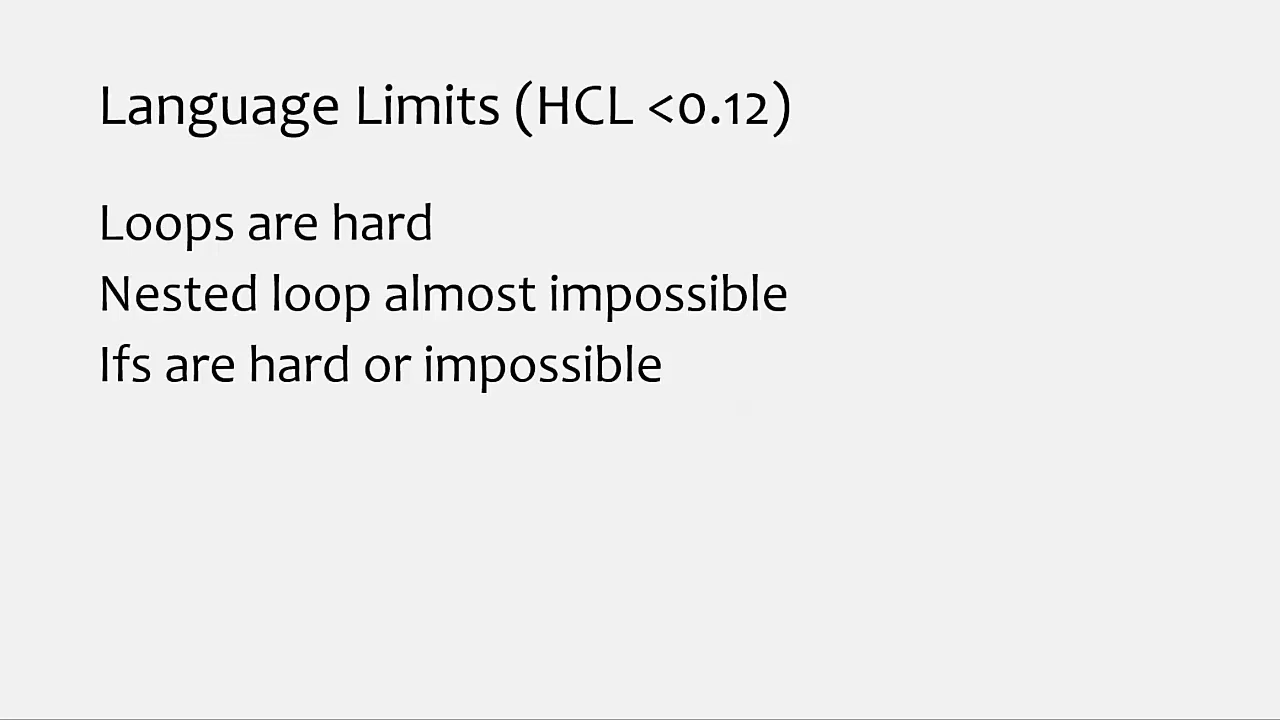 Language Limits (HCL <0.12)
Loops are hard
Nested loop almost impossible
Ifs are hard or impossible